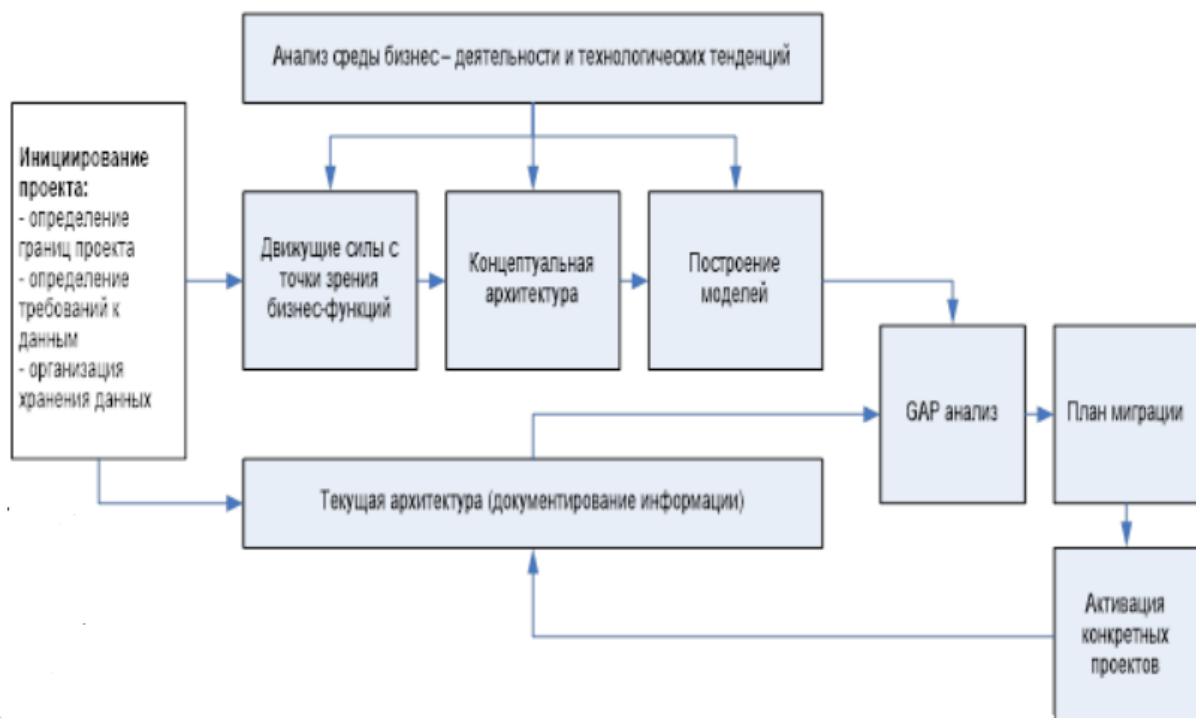 Анализ среды бизнес – деятельности и технологических тенденций
Инициирование
проекта:
- определение
границ проекта
- определение
требований к
данным
- организация
хранения данных
Движущие силы с
точки зрения
бизнес-функций
Концептуальная
архитектура
Построение
моделей
GAP анализ
План миграции
Текущая архитектура (документирование информации)
Активация
конкретных
проектов